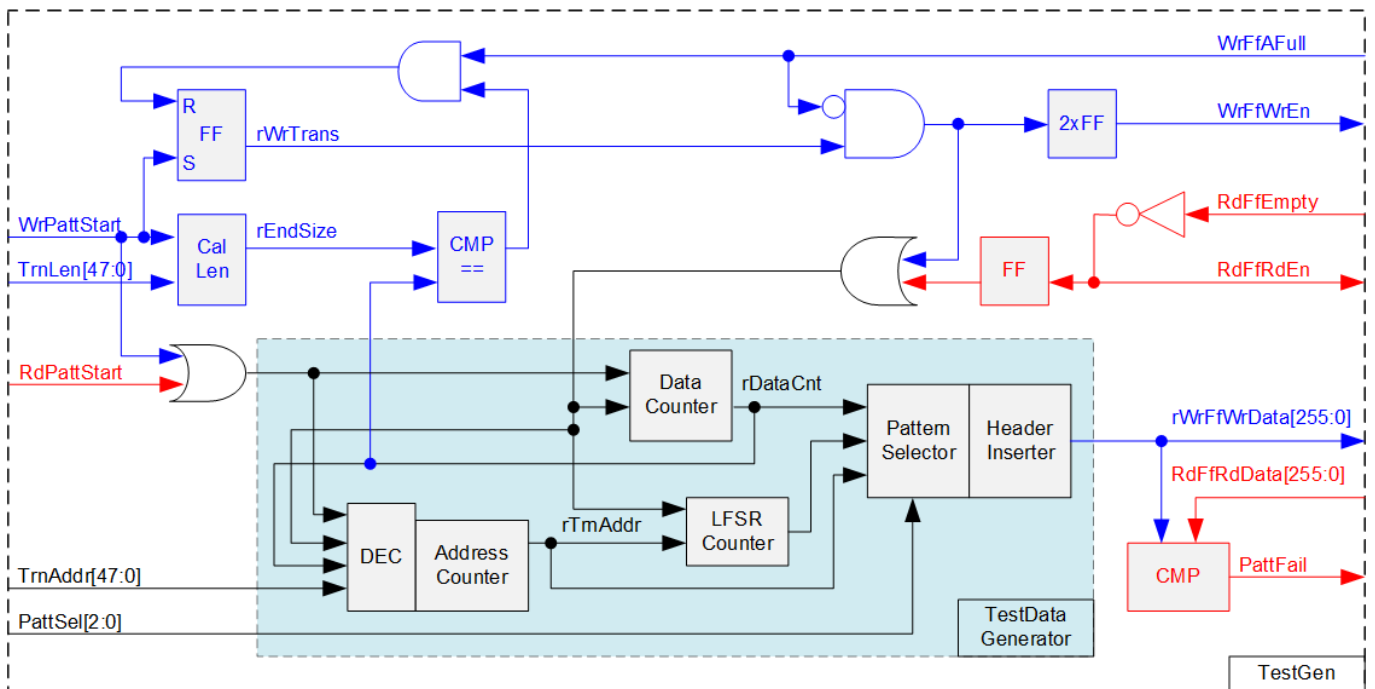 WrFfAFull
R
FF
S
rWrTrans
2xFF
WrFfWrEn
WrPattStart
TrnLen[47:0]
Cal
Len
rEndSize
CMP
==
RdFfEmpty
FF
RdFfRdEn
RdPattStart
Data
Counter
rDataCnt
Pattern
Selector
Header
Inserter
rWrFfWrData[255:0]
RdFfRdData[255:0]
DEC
Address
Counter
rTrnAddr
LFSR
Counter
CMP
PattFail
TrnAddr[47:0]
PattSel[2:0]
TestData
Generator
TestGen